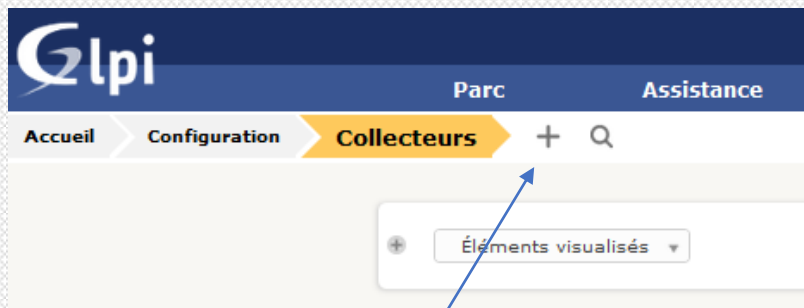 Glpi
Parc Assistance
Accueil Configuration Collecteurs
Éléments visualisés